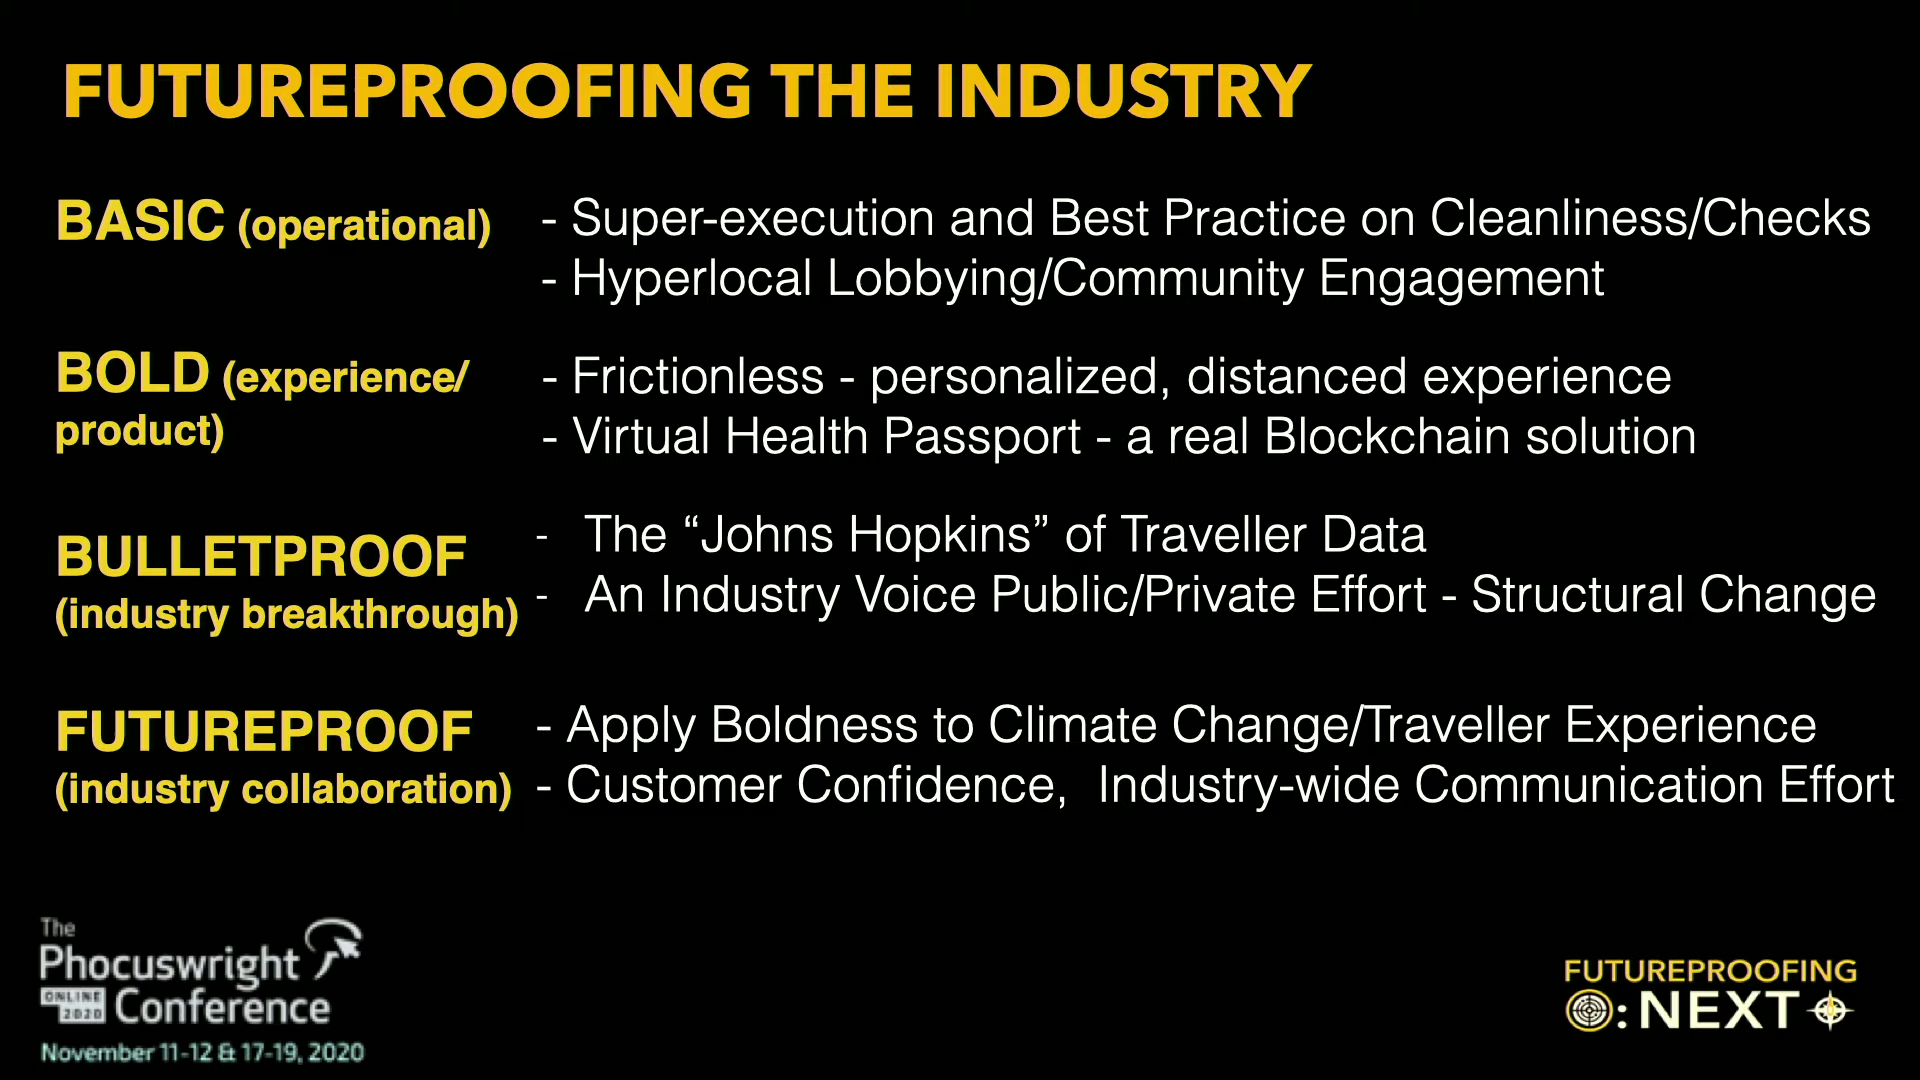 FUTUREPROOFING THE INDUSTRY
BASIC (operational)
- Super-execution and Best Practice on Cleanliness/Checks
- Hyperlocal Lobbying/Community Engagement
BOLD (experience/
product)
- Frictionless - personalized, distanced experience
- Virtual Health Passport - a real Blockchain solution
BULLETPROOF
(industry breakthrough)
- The “Johns Hopkins” of Traveller Data
- An Industry Voice Public/Private Effort - Structural Change
FUTUREPROOF
(industry collaboration)
- Apply Boldness to Climate Change/Traveller Experience
- Customer Confidence, Industry-wide Communication Effort
The
Phocuswright
ONLINE
2020
Conference
November 11-12 & 17-19, 2020
FUTUREPROOFING
: NEXT